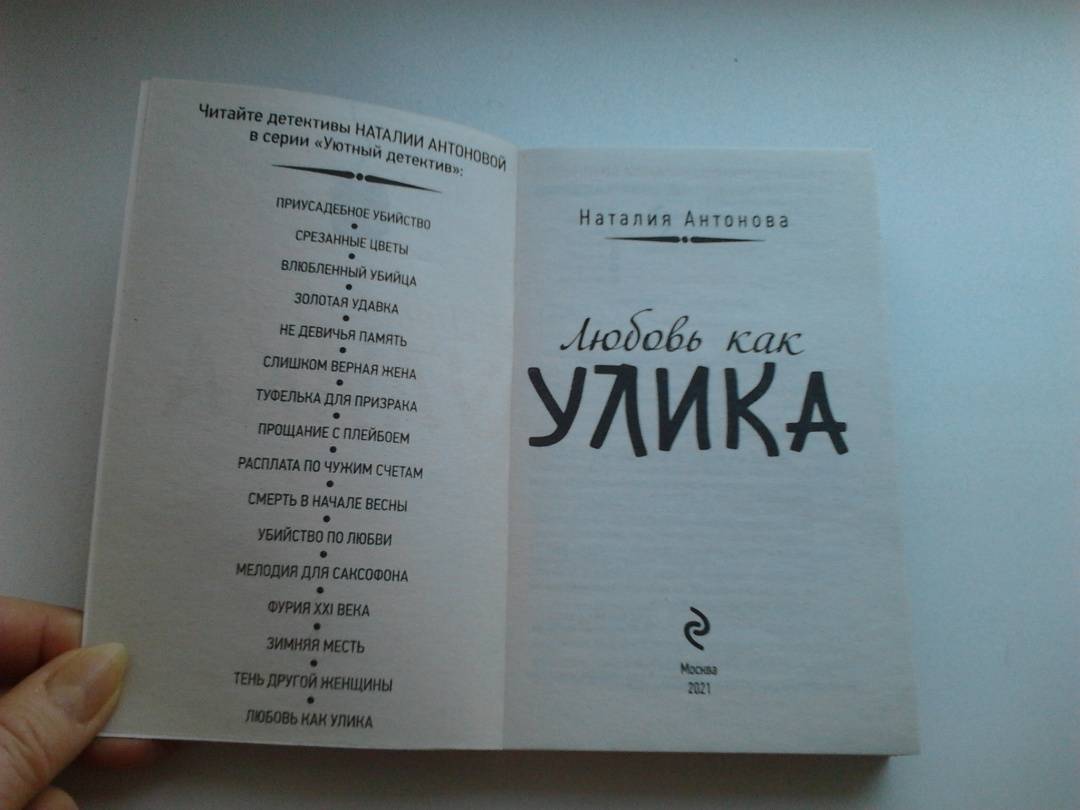 Читайте детективы НАТАЛИИ АНТОНОВОЙ
в серии «Уютный детектив»:
ПРИУСАДЕБНОЕ УБИЙСТВО
СРЕЗАННЫЕ ЦВЕТЫ
ВЛЮБЛЕННЫЙ УБИЙЦА
ЗОЛОТАЯ УДАВКА
НЕ ДЕВИЧЬЯ ПАМЯТЬ
СЛИШКОМ ВЕРНАЯ ЖЕНА
ТУФЕЛЬКА ДЛЯ ПРИЗРАКА
ПРОЩАНИЕ С ПЛЕЙБОЕМ
РАСПЛАТА ПО ЧУЖИМ СЧЕТАМ
СМЕРТЬ В НАЧАЛЕ ВЕСНЫ
УБИЙСТВО ПО ЛЮБВИ
МЕЛОДИЯ ДЛЯ САКСОФОНА
ФУРИЯ XXI ВЕКА
ЗИМНЯЯ МЕСТЬ
ТЕНЬ ДРУГОЙ ЖЕНЩИНЫ
ЛЮБОВЬ КАК УЛИКА
Наталия Антонова
Любовь как
УЛИКА
Москва
2021